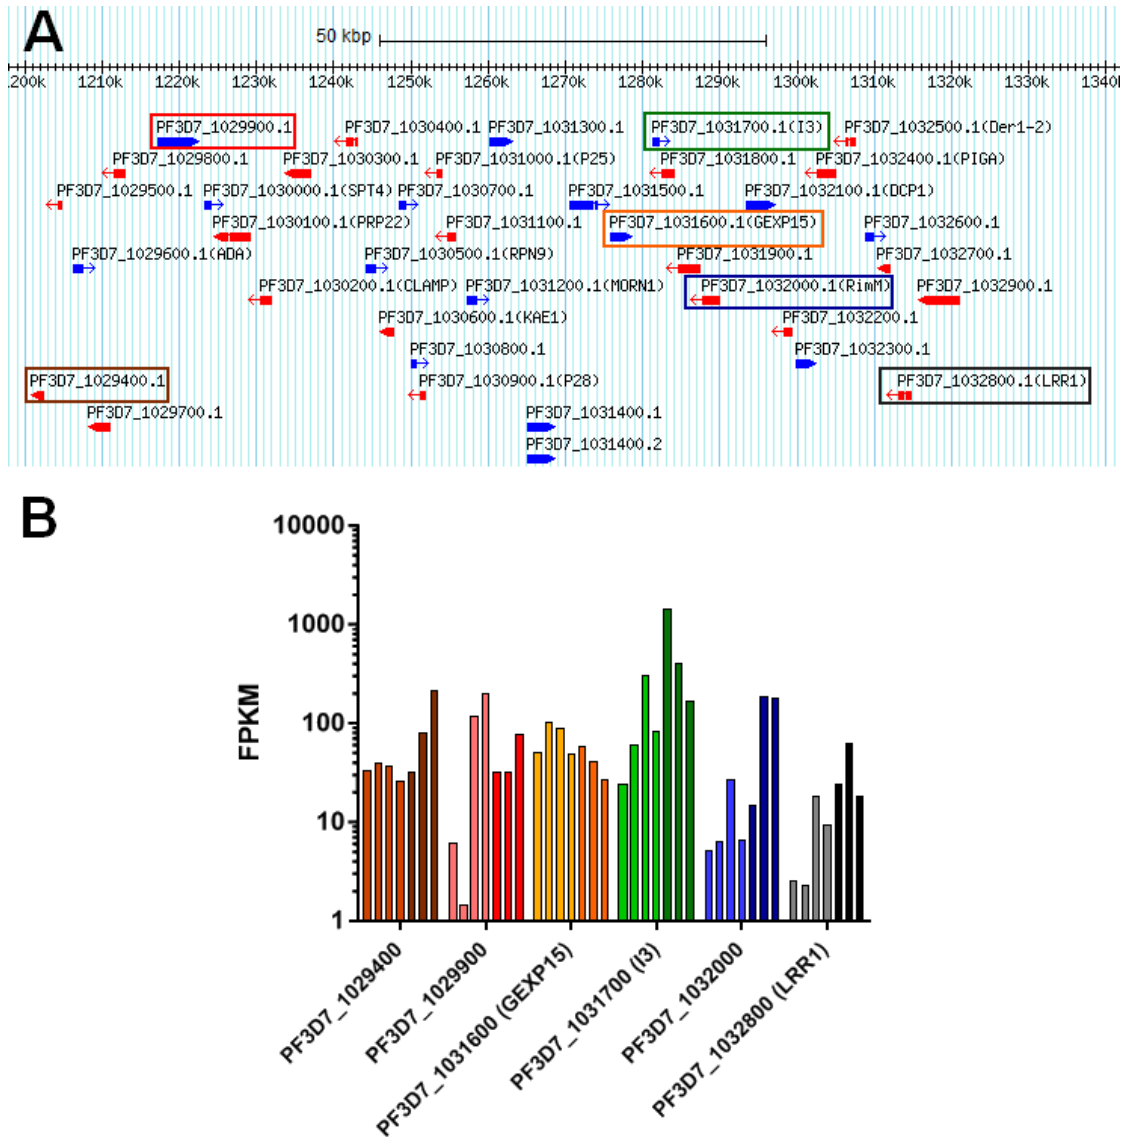 A
50 kbp
200k 1210k 1220k 1230k 1240k 1250k 1260k 1270k 1280k 1290k 1300k 1310k 1320k 1330k 1340k
PF3D7_1029900.1 PF3D7_1030400.1 PF3D7_1031300.1 PF3D7_1031700.1(I3) PF3D7_1032500.1(Der1-2)
PF3D7_1029800.1 PF3D7_1030300.1 PF3D7_1031000.1(P25) PF3D7_1031800.1 PF3D7_1032400.1(PIGA)
PF3D7_1029500.1 PF3D7_1030000.1(SPT4) PF3D7_1030700.1 PF3D7_1031500.1 PF3D7_1032100.1(DCP1)
PF3D7_1030100.1(PRP22) PF3D7_1031100.1 PF3D7_1031600.1(GEXP15) PF3D7_1032600.1
PF3D7_1029600.1(ADA) PF3D7_1030500.1(RPN9) PF3D7_1031900.1 PF3D7_1032700.1
PF3D7_1030200.1(CLAMP) PF3D7_1031200.1(MORN1) PF3D7_1032000.1(RimM) PF3D7_1032900.1
PF3D7_1030600.1(KAE1) PF3D7_1032200.1
PF3D7_1030800.1 PF3D7_1032300.1
PF3D7_1029400.1 PF3D7_1030900.1(P28) PF3D7_1032800.1(LRR1)
PF3D7_1029700.1 PF3D7_1031400.1
PF3D7_1031400.2
B
10000
1000
100
10
1
FPKM
PF3D7_1029400
PF3D7_1029900
PF3D7_1031600 (GEXP15)
PF3D7_1031700 (I3)
PF3D7_1032000
PF3D7_1032800 (LRR1)